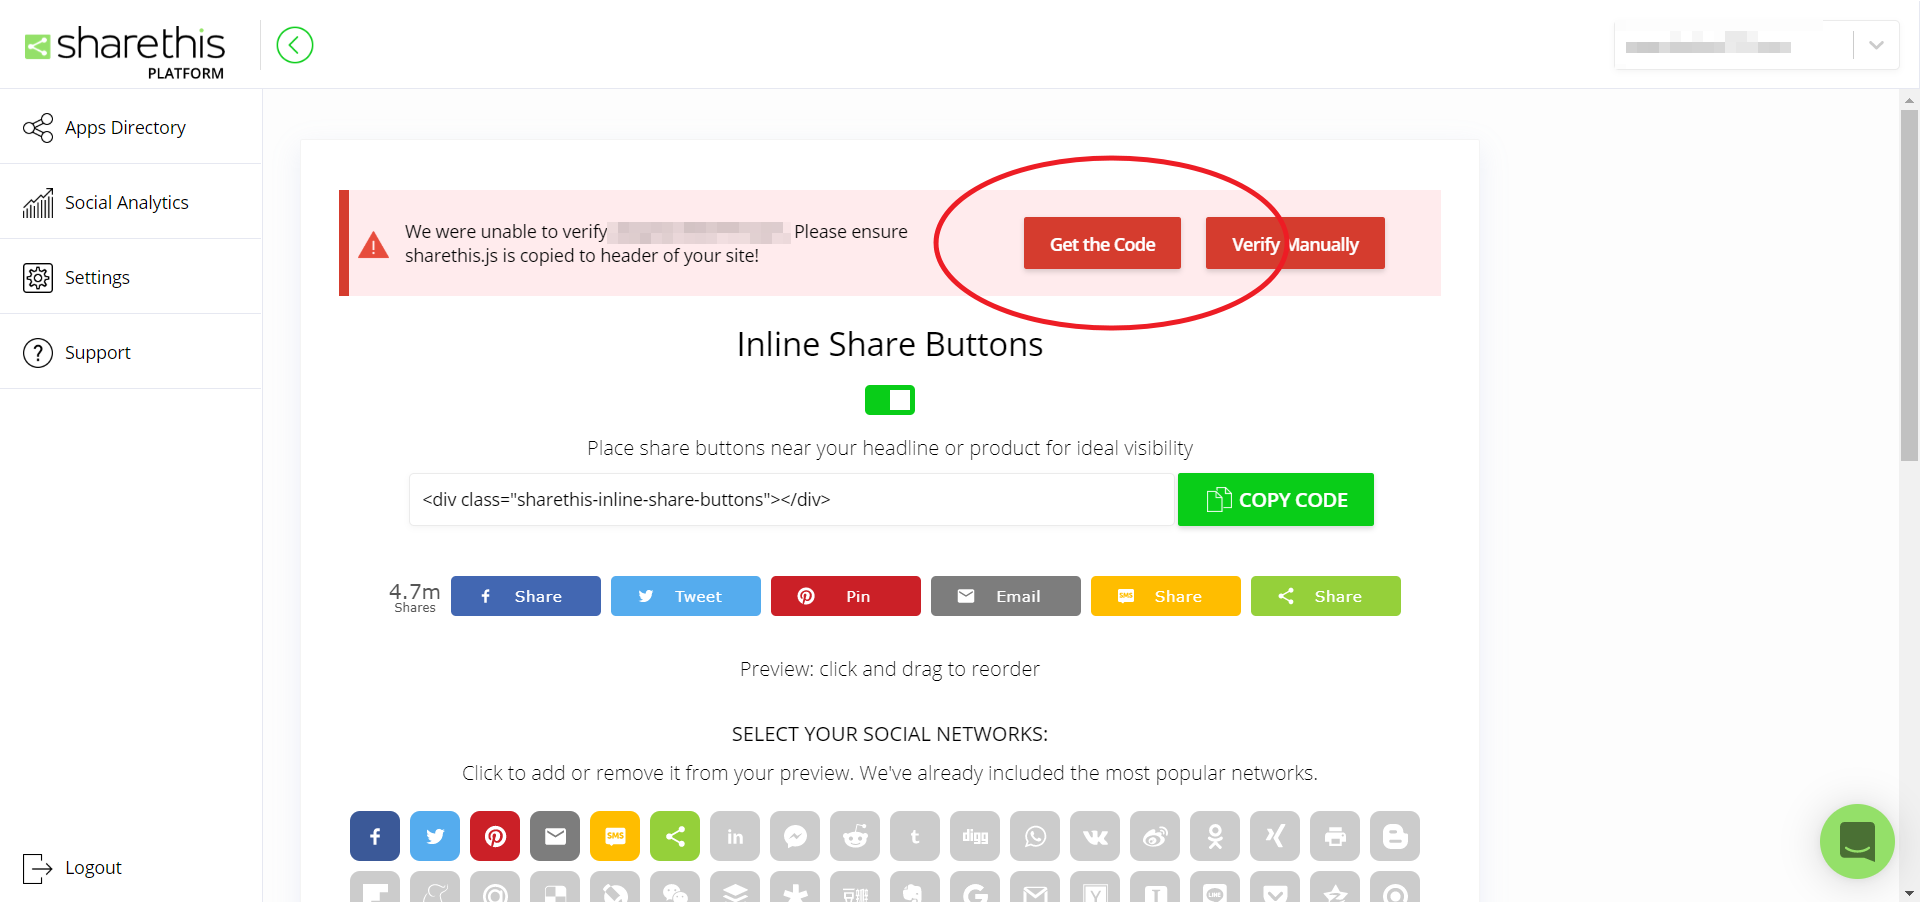 sharethis
PLATFORM
Apps Directory
Social Analytics
Settings
Support
Logout
We were unable to verify Please ensure
sharethis.js is copied to header of your site!
Get the Code
Verify Manually
Inline Share Buttons
Place share buttons near your headline or product for ideal visibility
<div class="sharethis-inline-share-buttons"></div>
COPY CODE
4.7m
Shares
Share
Tweet
Pin
Email
SMS
Share
Share
Preview: click and drag to reorder
SELECT YOUR SOCIAL NETWORKS:
Click to add or remove it from your preview. We've already included the most popular networks.
SMS
in
t
digg
LINE